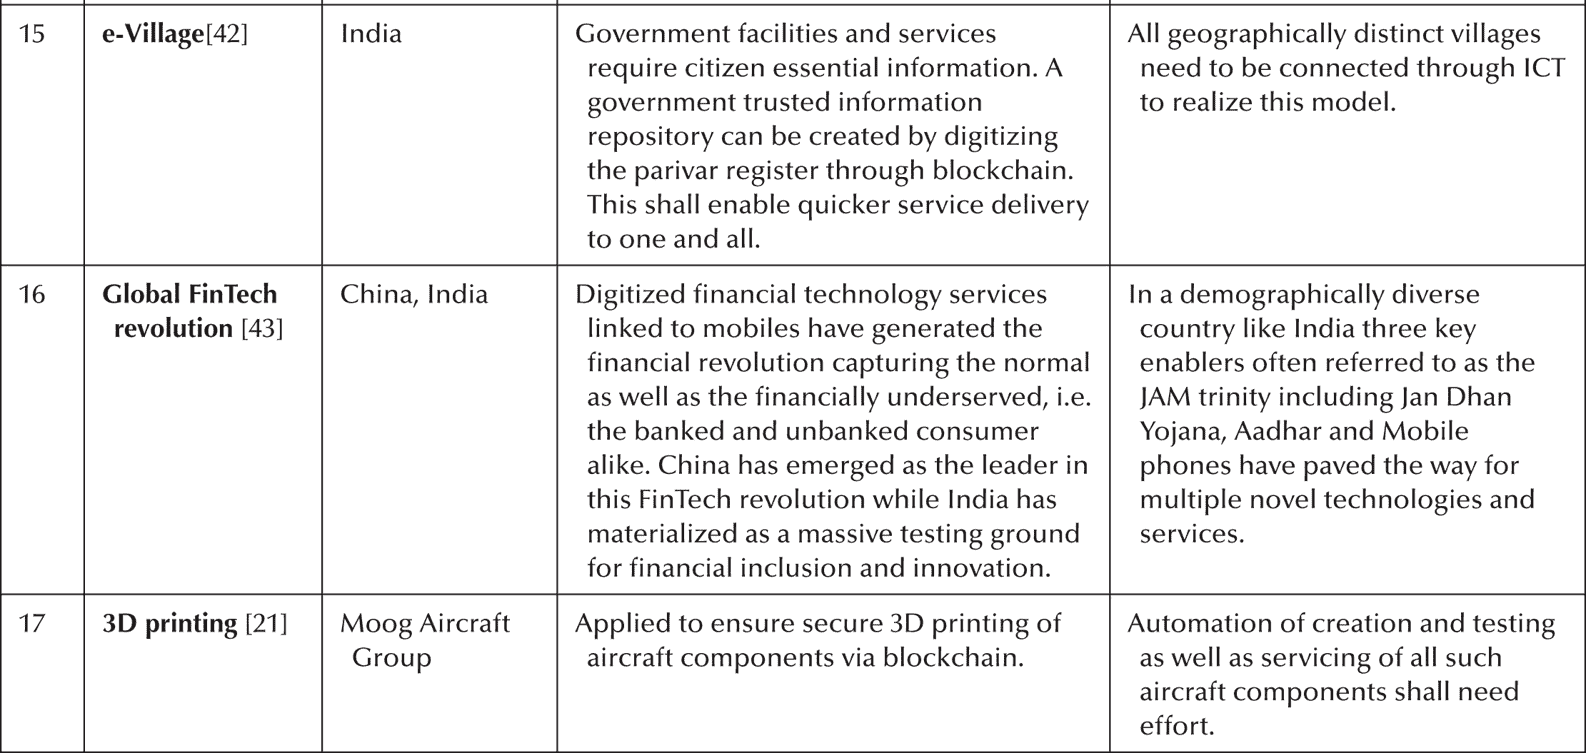 15
e-Village[42]
India
Government facilities and services
require citizen essential information. A
government trusted information
repository can be created by digitizing
the parivar register through blockchain.
This shall enable quicker service delivery
to one and all.
All geographically distinct villages
need to be connected through ICT
to realize this model.
16
Global FinTech
revolution [43]
China, India
Digitized financial technology services
linked to mobiles have generated the
financial revolution capturing the normal
as well as the financially underserved, i.e.
the banked and unbanked consumer
alike. China has emerged as the leader in
this FinTech revolution while India has
materialized as a massive testing ground
for financial inclusion and innovation.
In a demographically diverse
country like India three key
enablers often referred to as the
JAM trinity including Jan Dhan
Yojana, Aadhar and Mobile
phones have paved the way for
multiple novel technologies and
services.
17
3D printing [21]
Moog Aircraft
Group
Applied to ensure secure 3D printing of
aircraft components via blockchain.
Automation of creation and testing
as well as servicing of all such
aircraft components shall need
effort.